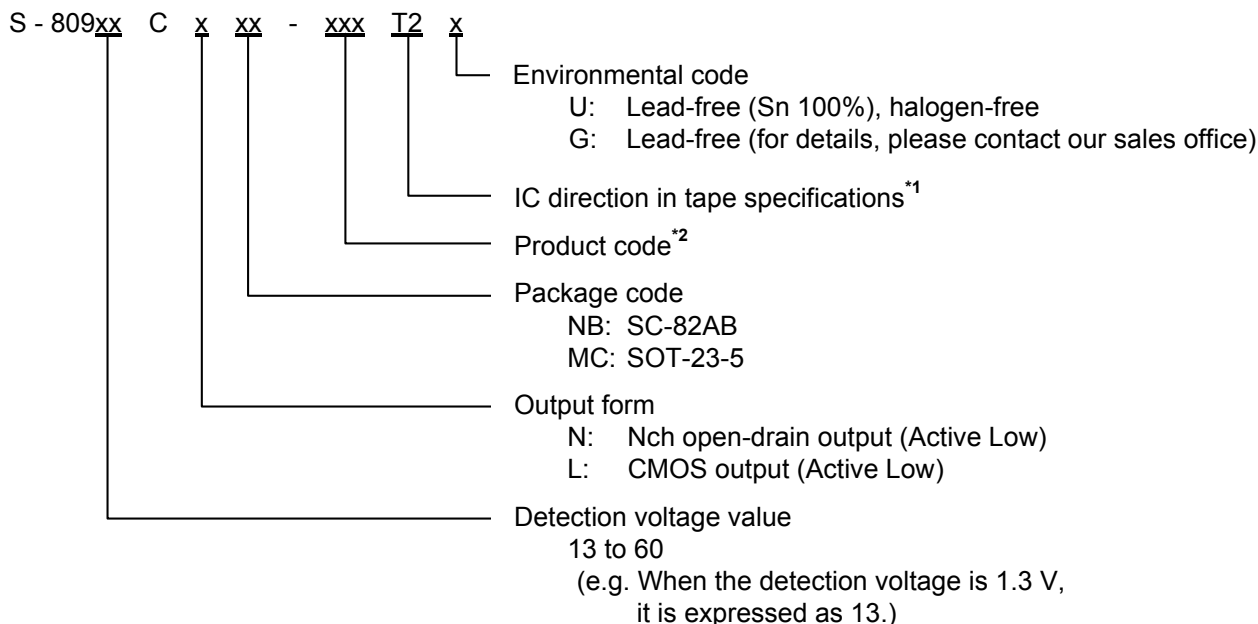 S - 809xx C x xx - xxx T2 x
Environmental code
U: Lead-free (Sn 100%), halogen-free
G: Lead-free (for details, please contact our sales office)
IC direction in tape specifications*1
Product code*2
Package code
NB: SC-82AB
MC: SOT-23-5
Output form
N: Nch open-drain output (Active Low)
L: CMOS output (Active Low)
Detection voltage value
13 to 60
(e.g. When the detection voltage is 1.3 V,
it is expressed as 13.)